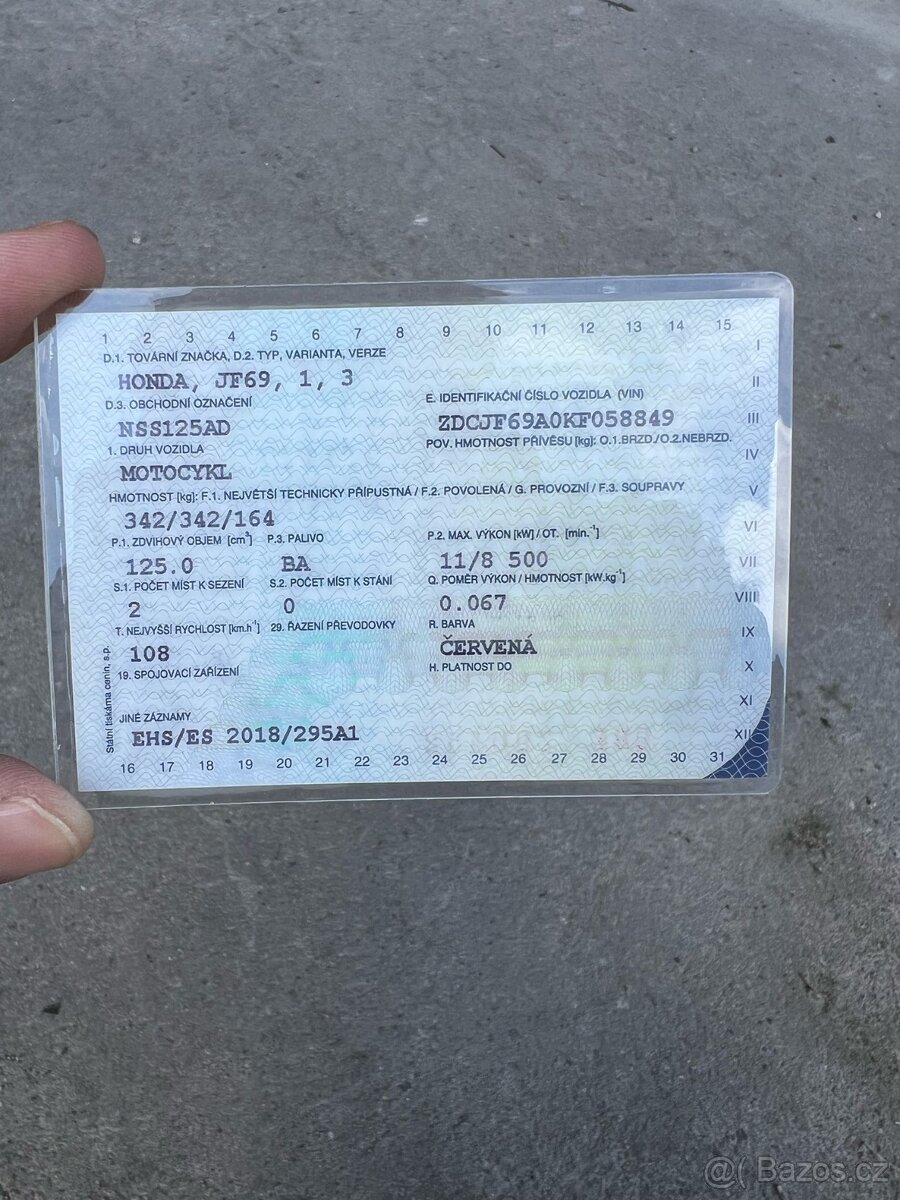 1 2 3 4 5 6 7 8 9 10 11 12 13 14 15
D.1. TOVÁRNÍ ZNAČKA, D.2. TYP, VARIANTA, VERZE
HONDA, JF69, 1, 3
D.3. OBCHODNÍ OZNAČENÍ
NSS125AD
E. IDENTIFIKAČNÍ ČÍSLO VOZIDLA (VIN)
ZDCJF69A0KF058849
1. DRUH VOZIDLA
MOTOCYKL
POV. HMOTNOST PŘÍVĚSU [kg]: O.1.BRZD./O.2.NEBRZD.
HMOTNOST [kg]: F.1. NEJVĚTŠÍ TECHNICKY PŘÍPUSTNÁ / F.2. POVOLENÁ / G. PROVOZNÍ / F.3. SOUPRAVY
342/342/164
P.1. ZDVIHOVÝ OBJEM [cm³] P.3. PALIVO P.2. MAX. VÝKON [kW] / OT. [min.⁻¹]
125.0 BA 11/8 500
S.1. POČET MÍST K SEZENÍ S.2. POČET MÍST K STÁNÍ Q. POMĚR VÝKON / HMOTNOST [kW.kg⁻¹]
2 0 0.067
T. NEJVYŠŠÍ RYCHLOST [km.h⁻¹] 29. ŘAZENÍ PŘEVODOVKY R. BARVA
108 ČERVENÁ
19. SPOJOVACÍ ZAŘÍZENÍ H. PLATNOST DO
JINÉ ZÁZNAMY
EHS/ES 2018/295A1
16 17 18 19 20 21 22 23 24 25 26 27 28 29 30 31
I
II
III
IV
V
VI
VII
VIII
IX
X
XI
XII
Státní tiskárna cenin, s.p.
@( Bazos.cz